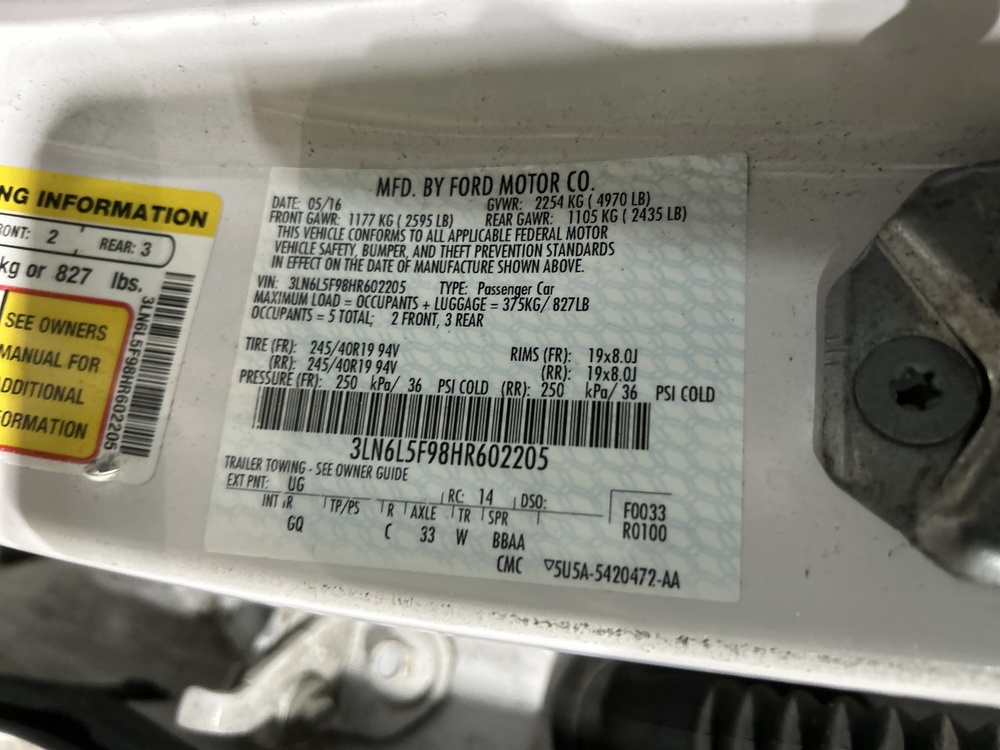 NG INFORMATION
RONT: 2 REAR: 3
kg or 827 lbs.
SEE OWNERS
MANUAL FOR
ADDITIONAL
FORMATION
3LN6L5F98HR602205
MFD. BY FORD MOTOR CO.
DATE: 05/16 GVWR: 2254 KG ( 4970 LB)
FRONT GAWR: 1177 KG ( 2595 LB) REAR GAWR: 1105 KG ( 2435 LB)
THIS VEHICLE CONFORMS TO ALL APPLICABLE FEDERAL MOTOR
VEHICLE SAFETY, BUMPER, AND THEFT PREVENTION STANDARDS
IN EFFECT ON THE DATE OF MANUFACTURE SHOWN ABOVE.
VIN: 3LN6L5F98HR602205 TYPE: Passenger Car
MAXIMUM LOAD = OCCUPANTS + LUGGAGE = 375KG/ 827LB
OCCUPANTS = 5 TOTAL; 2 FRONT, 3 REAR
TIRE (FR): 245/40R19 94V RIMS (FR): 19x8.0J
(RR): 245/40R19 94V (RR): 19x8.0J
PRESSURE (FR): 250 kPa/ 36 PSI COLD (RR): 250 kPa/ 36 PSI COLD
3LN6L5F98HR602205
TRAILER TOWING - SEE OWNER GUIDE
EXT PNT: UG RC: 14 DSO: F0033
INT TR TP/PS R AXLE TR SPR R0100
GQ C 33 W BBAA
CMC 5U5A-5420472-AA